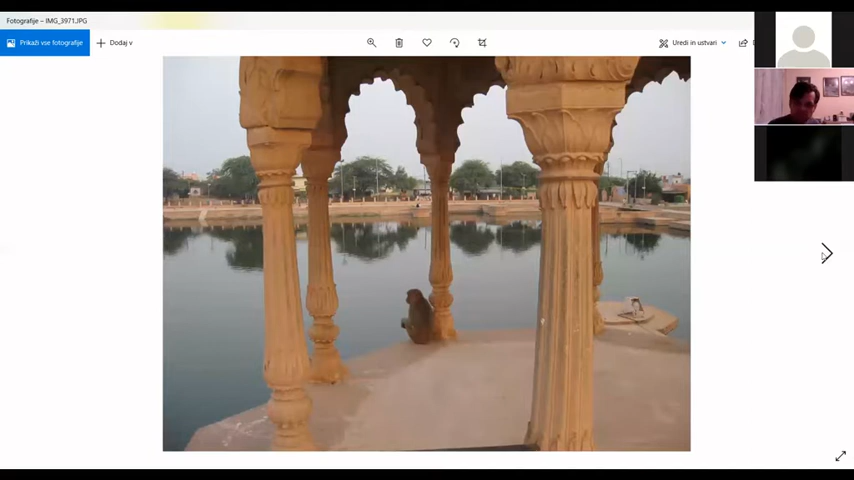 Fotografije – IMG_3971.JPG
Prikaži vse fotografije
Dodaj v
Uredi in ustvari